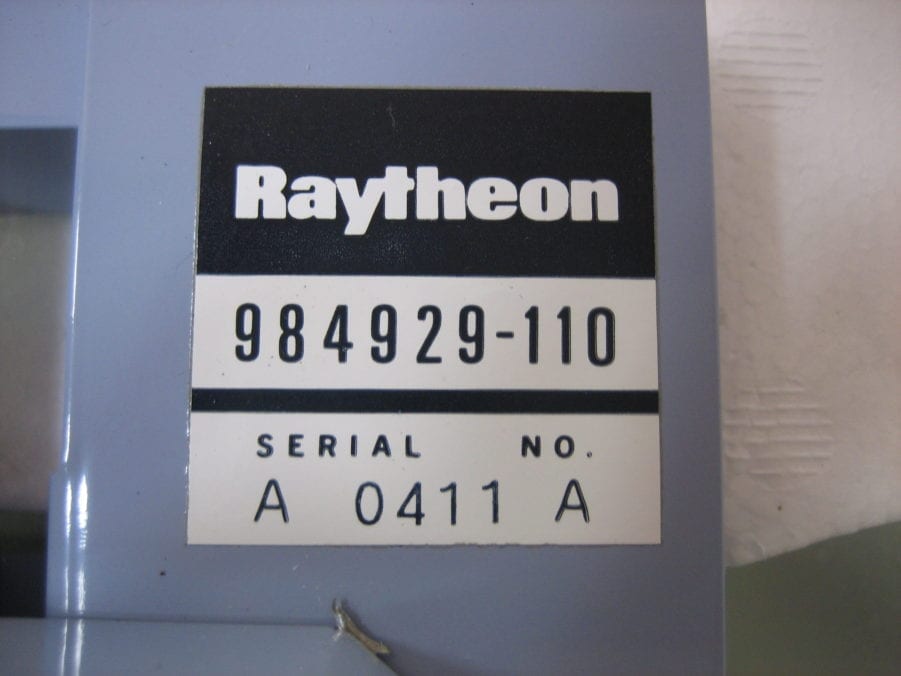 Raytheon
984929-110
SERIAL NO.
A 0411 A